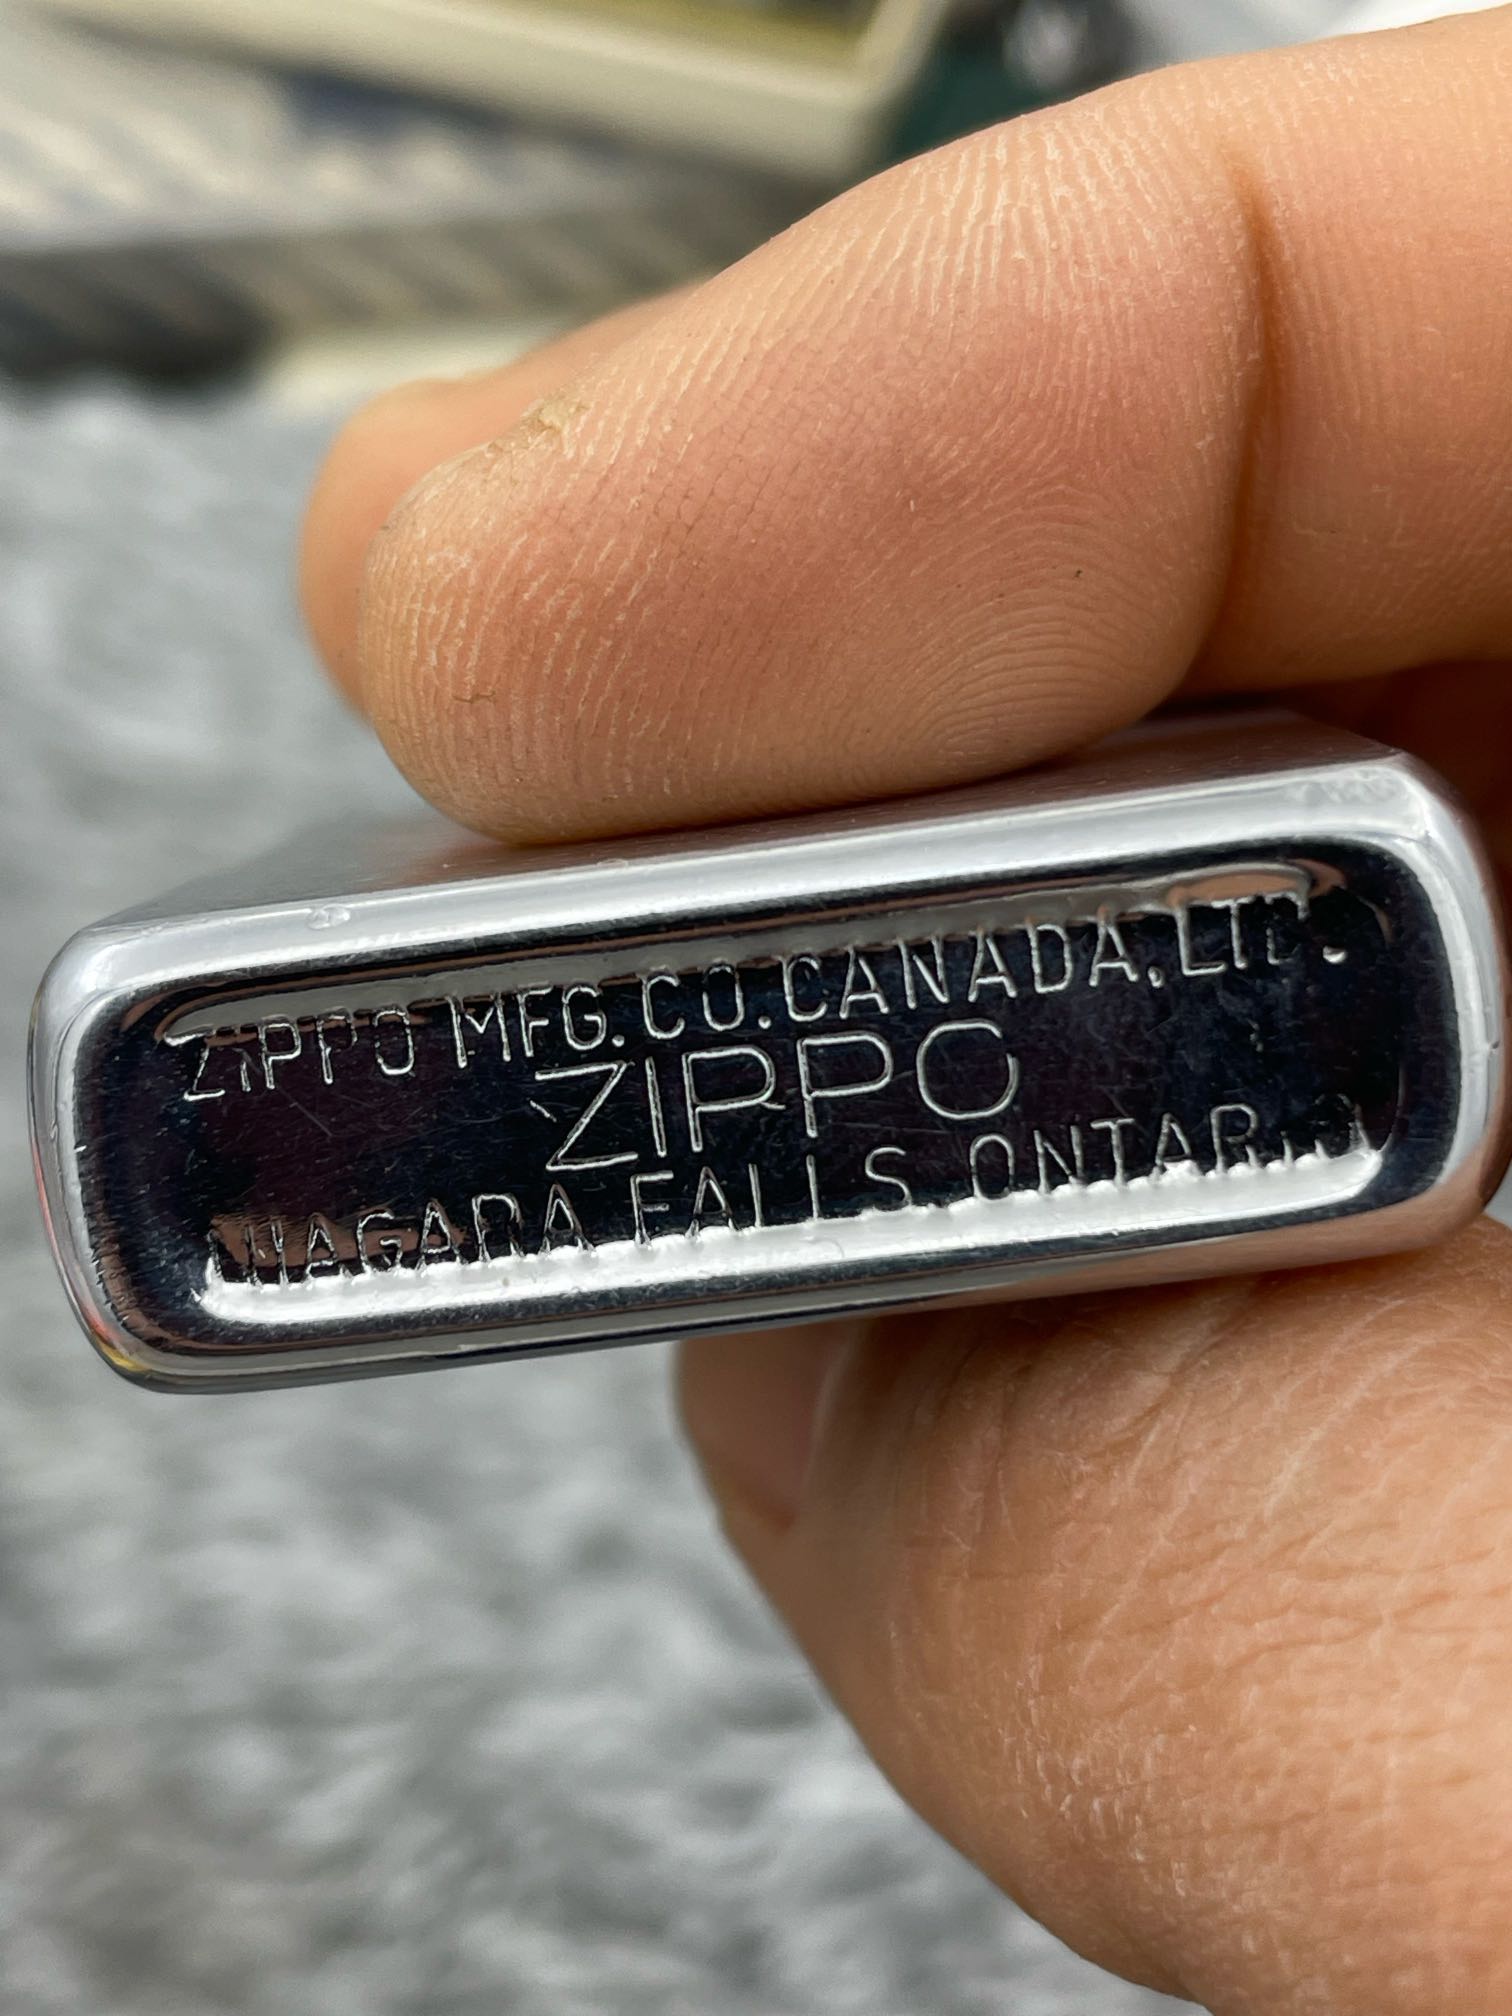 ZIPPO MFG. CO. CANADA, LTD.
ZIPPO
NIAGARA FALLS ONTARIO